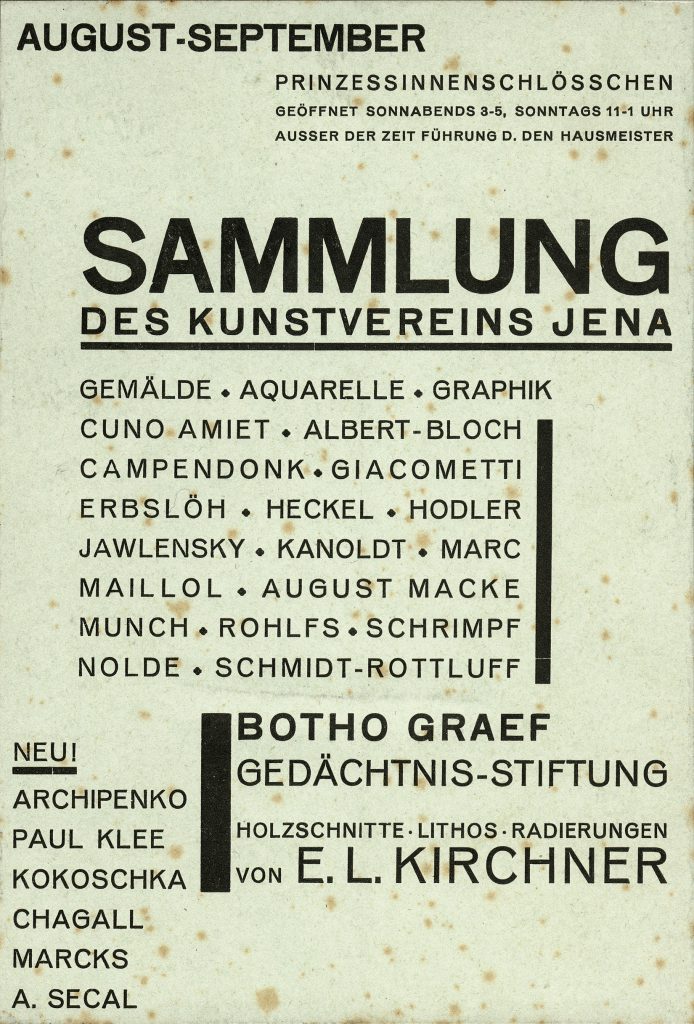 AUGUST-SEPTEMBER
PRINZESSINNENSCHLÖSSCHEN
GEÖFFNET SONNABENDS 3-5, SONNTAGS 11-1 UHR
AUSSER DER ZEIT FÜHRUNG D. DEN HAUSMEISTER
SAMMLUNG
DES KUNSTVEREINS JENA
GEMÄLDE • AQUARELLE • GRAPHIK
CUNO AMIET • ALBERT-BLOCH
CAMPENDONK • GIACOMETTI
ERBSLÖH • HECKEL • HODLER
JAWLENSKY • KANOLDT • MARC
MAILLOL • AUGUST MACKE
MUNCH • ROHLFS • SCHRIMPF
NOLDE • SCHMIDT-ROTTLUFF
BOTHO GRAEF
GEDÄCHTNIS-STIFTUNG
HOLZSCHNITTE · LITHOS · RADIERUNGEN
VON E. L. KIRCHNER
NEU!
ARCHIPENKO
PAUL KLEE
KOKOSCHKA
CHAGALL
MARCKS
A. SECAL